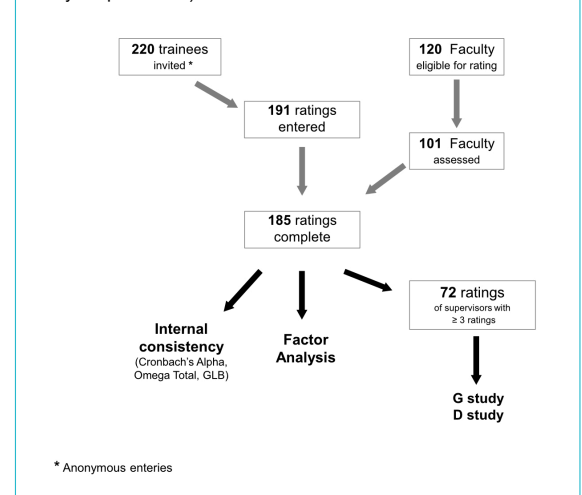 220 trainees
invited *
120 Faculty
eligible for rating
191 ratings
entered
101 Faculty
assessed
185 ratings
complete
72 ratings
of supervisors with
≥ 3 ratings
Internal
consistency
(Cronbach's Alpha,
Omega Total, GLB)
Factor
Analysis
G study
D study
* Anonymous enteries